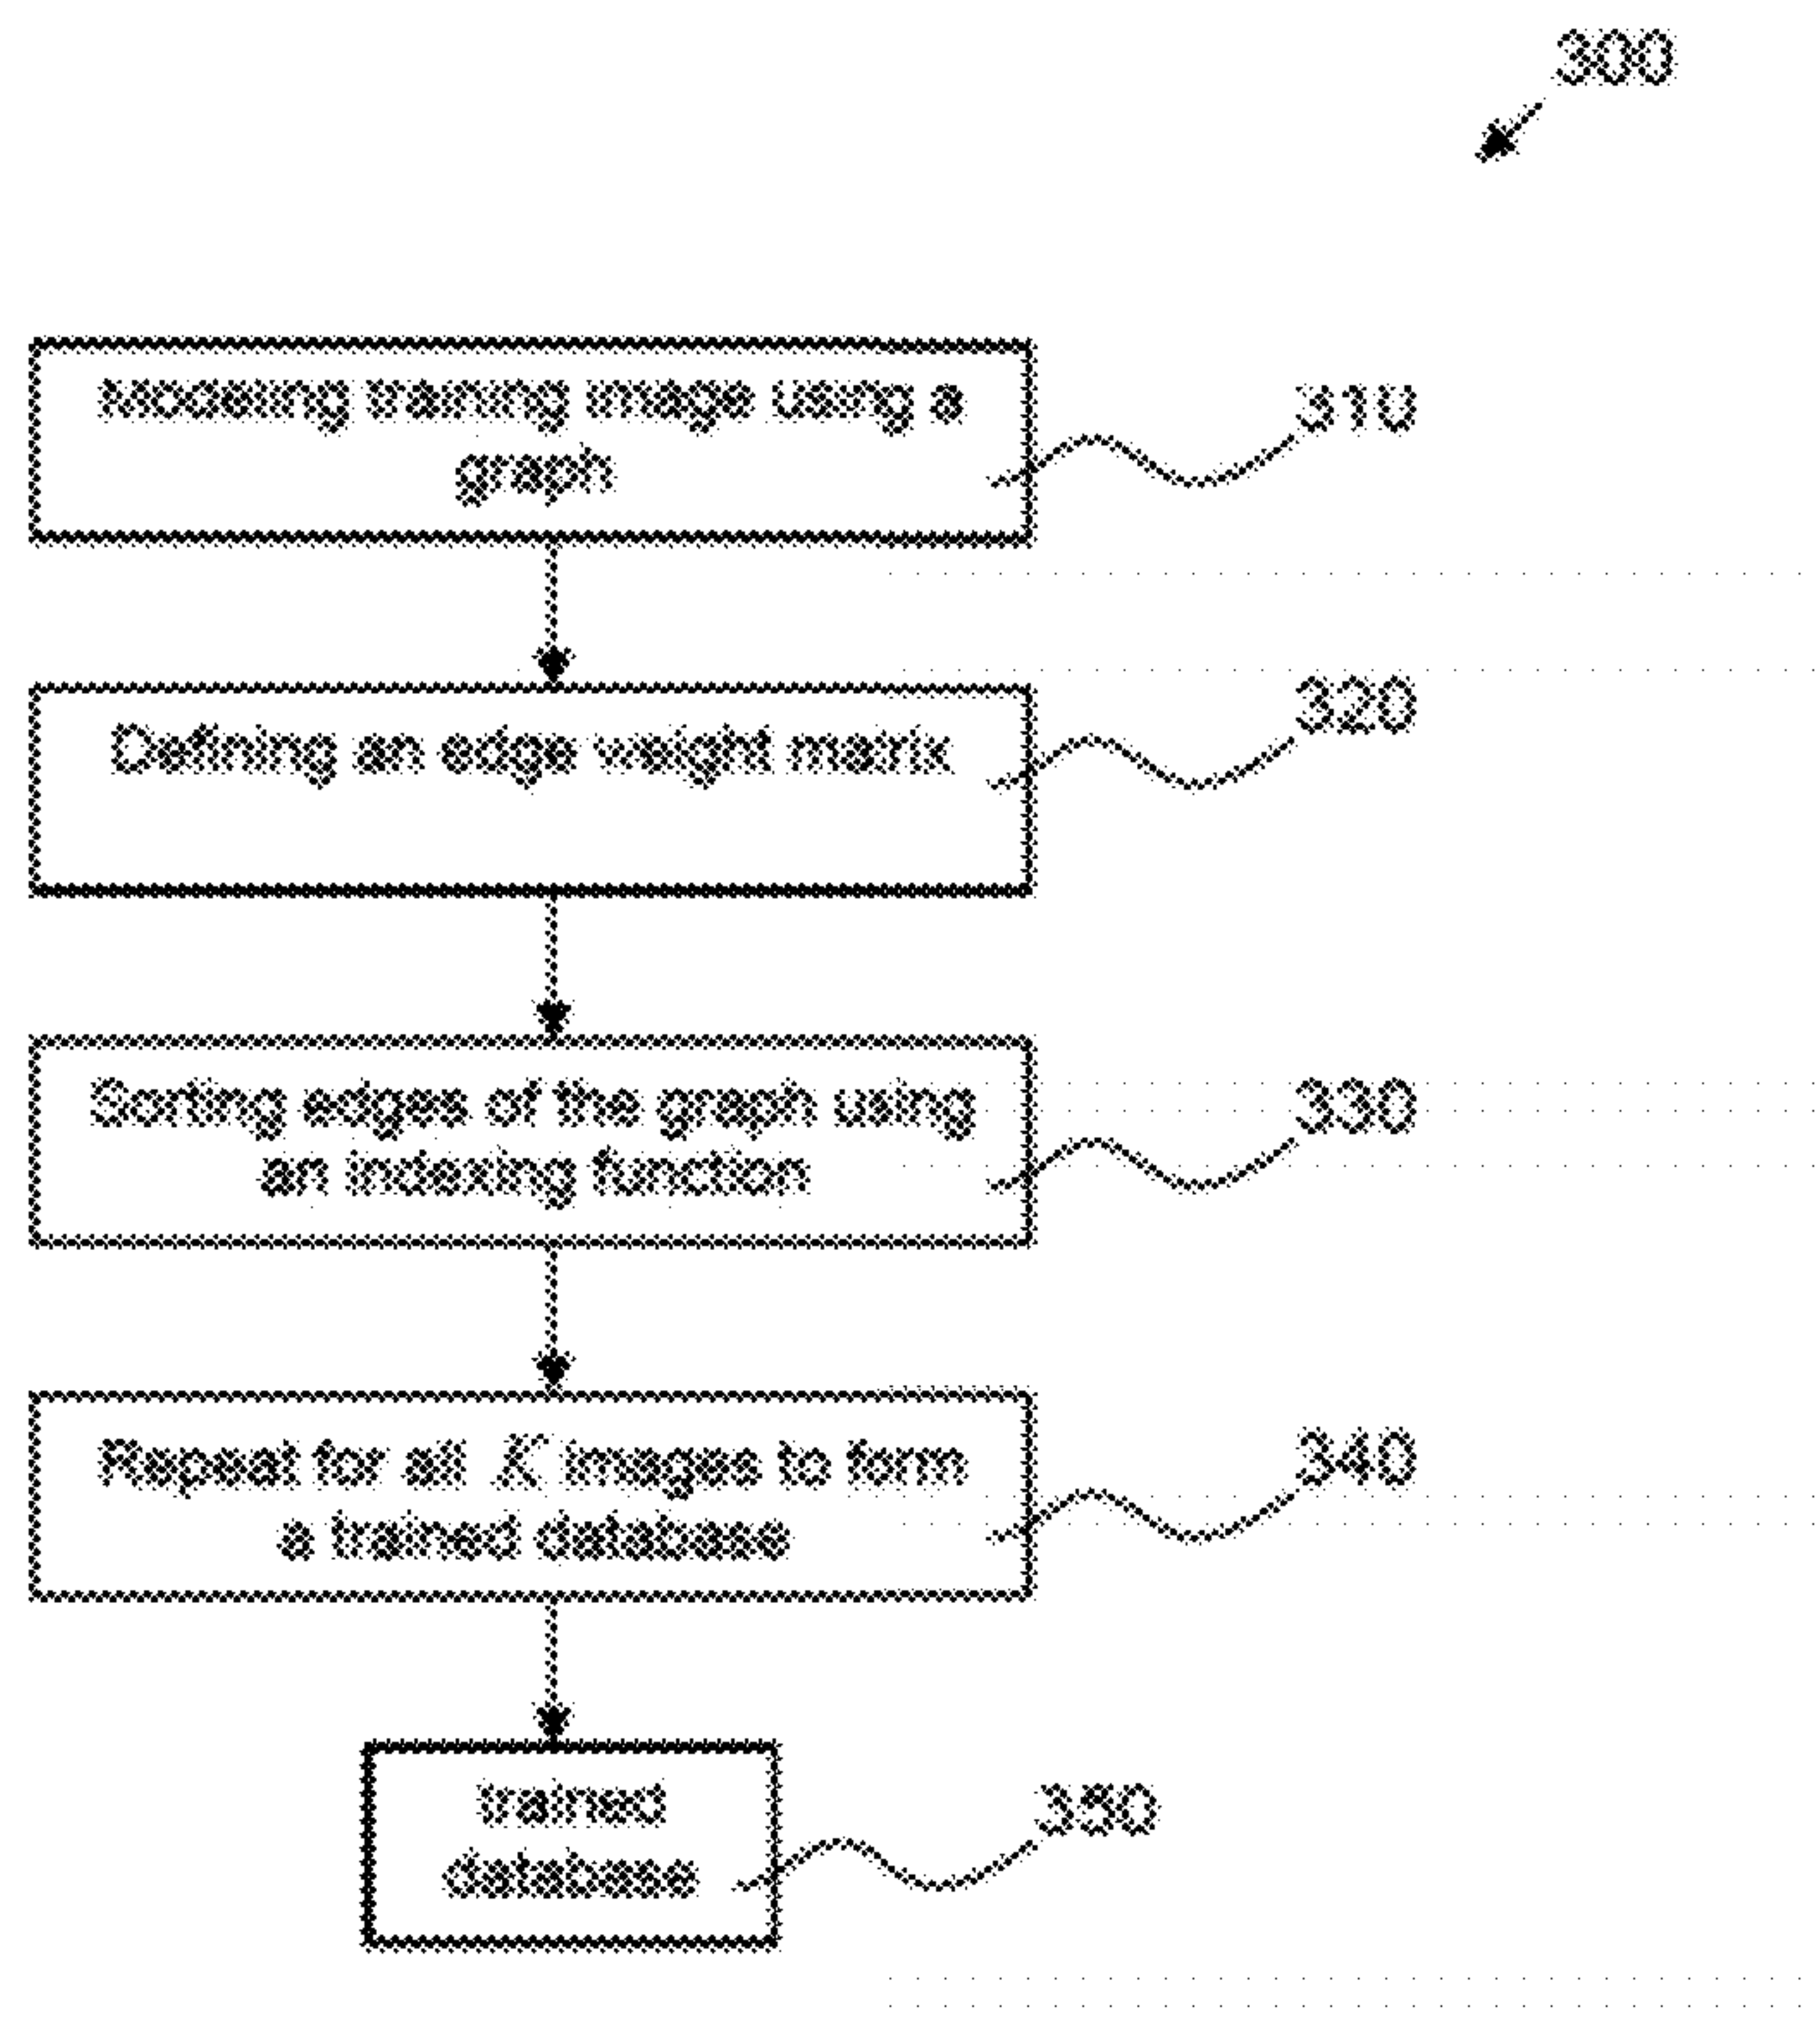 300
Modeling training image using a
graph
310
Defining an edge weight matrix
320
Sorting edges of the graph using
an indexing function
330
Repeat for all K images to form
a trained database
340
trained
database
350